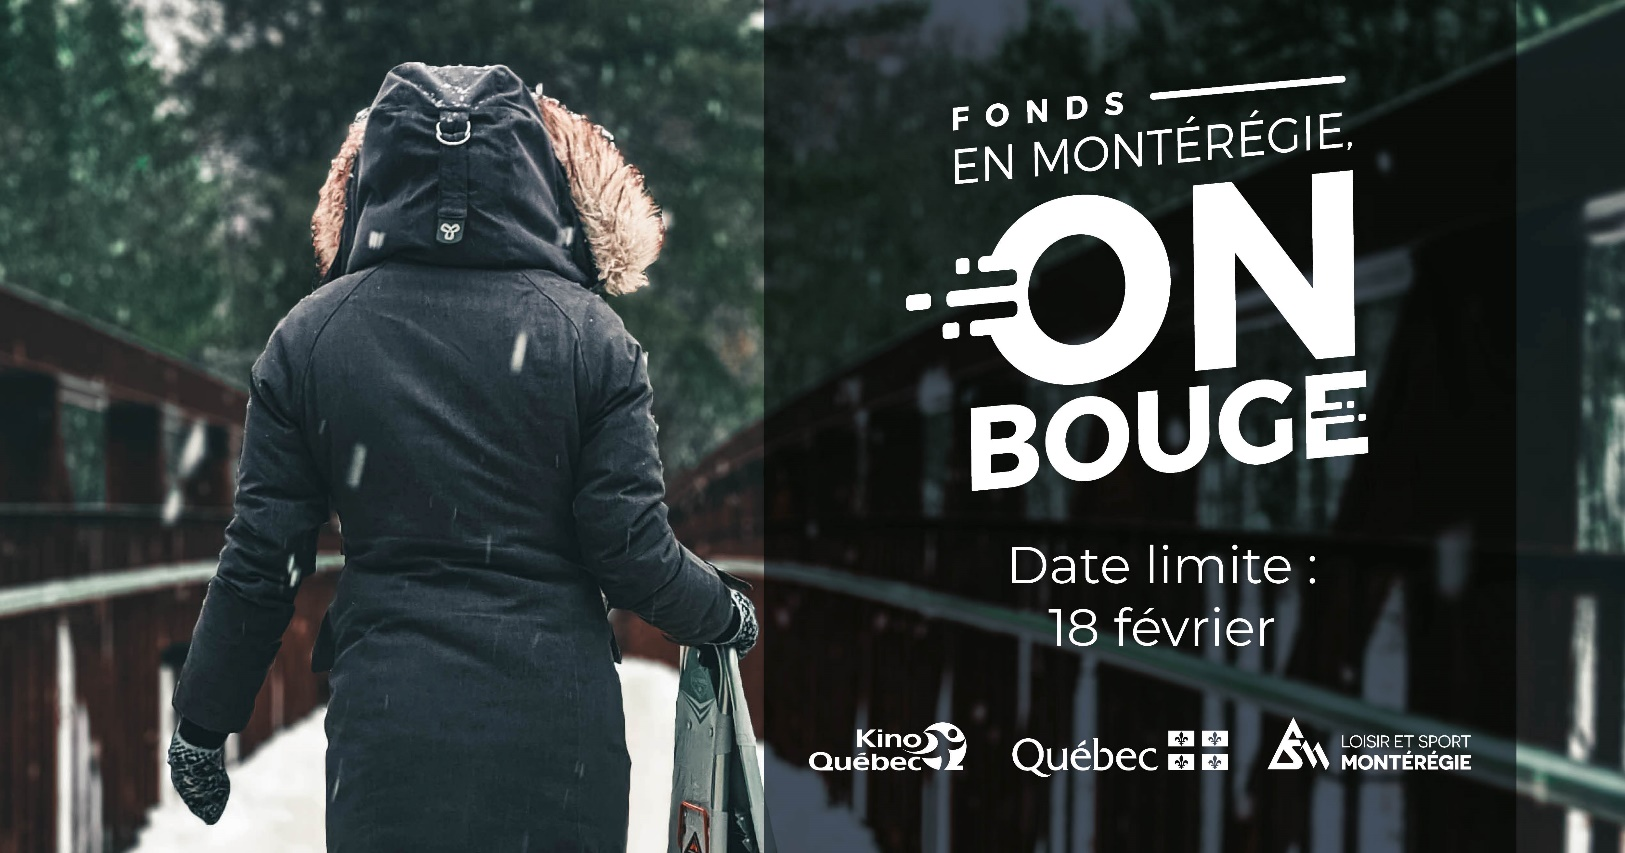 FONDS
EN MONTÉRÉGIE,
ON
BOUGE
Date limite :
18 février
Kino
Québec
Québec
LOISIR ET SPORT
MONTÉRÉGIE